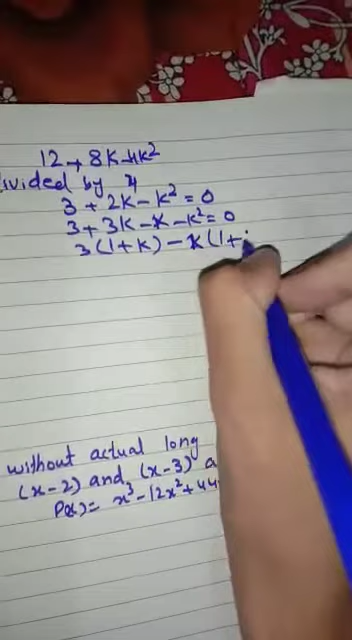 12 + 8k - 4k²
divided by 4
3 + 2k - k² = 0
3 + 3k - k - k² = 0
3(1+k) - k(1+
without actual long
(x-2) and (x-3) a
P(x) = x³ - 12x² + 44